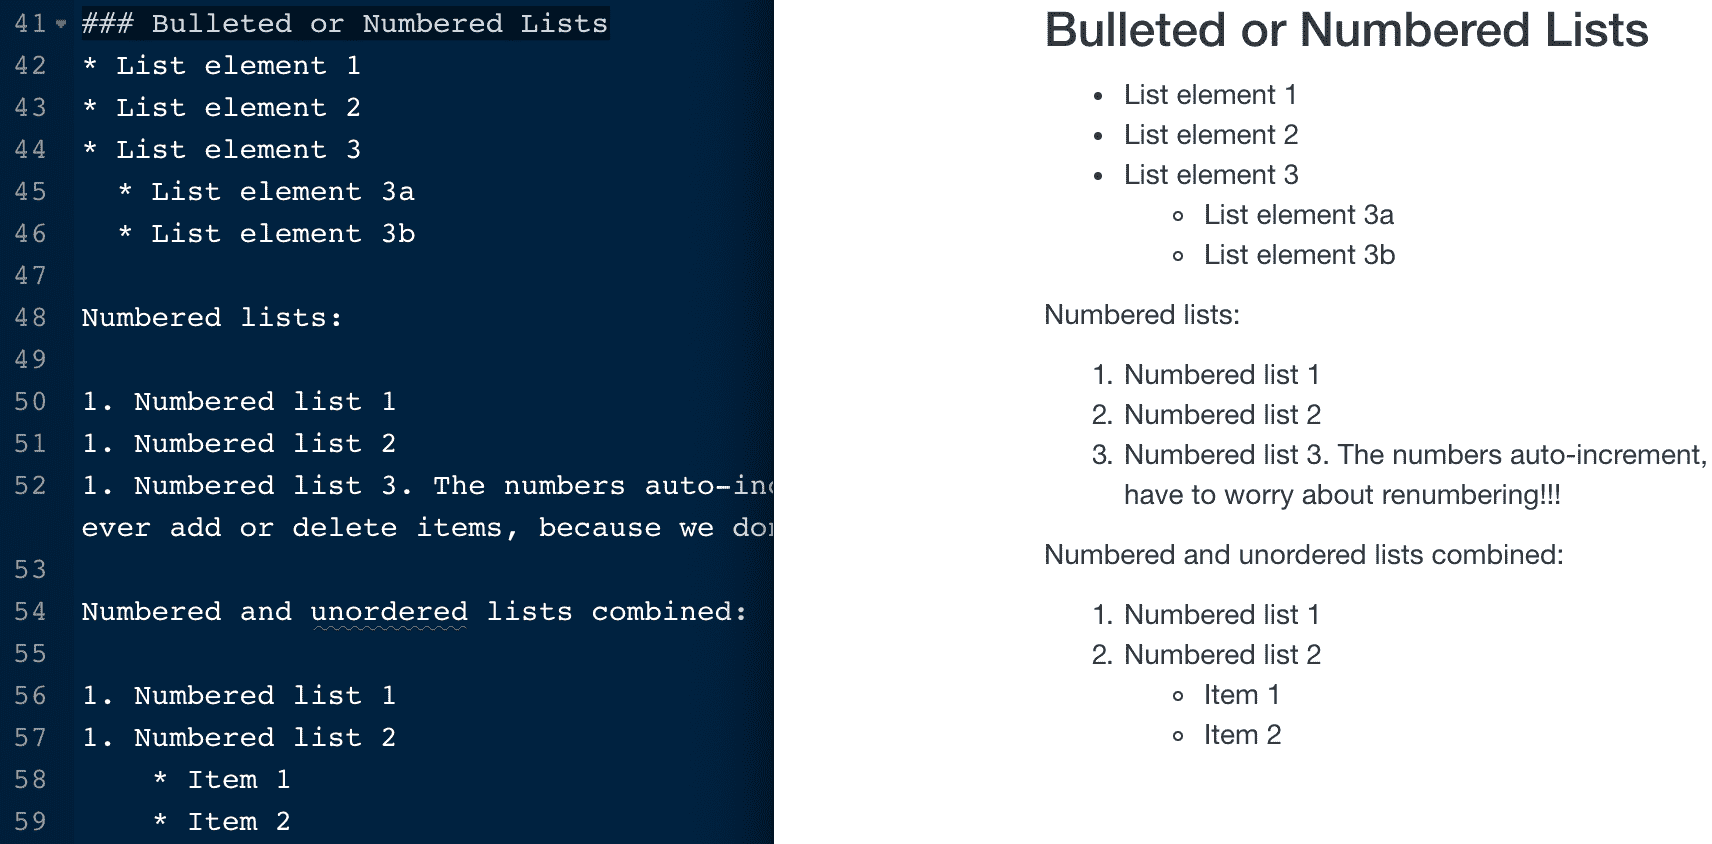 41 ### Bulleted or Numbered Lists
42 * List element 1
43 * List element 2
44 * List element 3
45 * List element 3a
46 * List element 3b
47
48 Numbered lists:
49
50 1. Numbered list 1
51 1. Numbered list 2
52 1. Numbered list 3. The numbers auto-inc
ever add or delete items, because we don
53
54 Numbered and unordered lists combined:
55
56 1. Numbered list 1
57 1. Numbered list 2
58 * Item 1
59 * Item 2
Bulleted or Numbered Lists
• List element 1
• List element 2
• List element 3
○ List element 3a
○ List element 3b
Numbered lists:
1. Numbered list 1
2. Numbered list 2
3. Numbered list 3. The numbers auto-increment,
have to worry about renumbering!!!
Numbered and unordered lists combined:
1. Numbered list 1
2. Numbered list 2
○ Item 1
○ Item 2